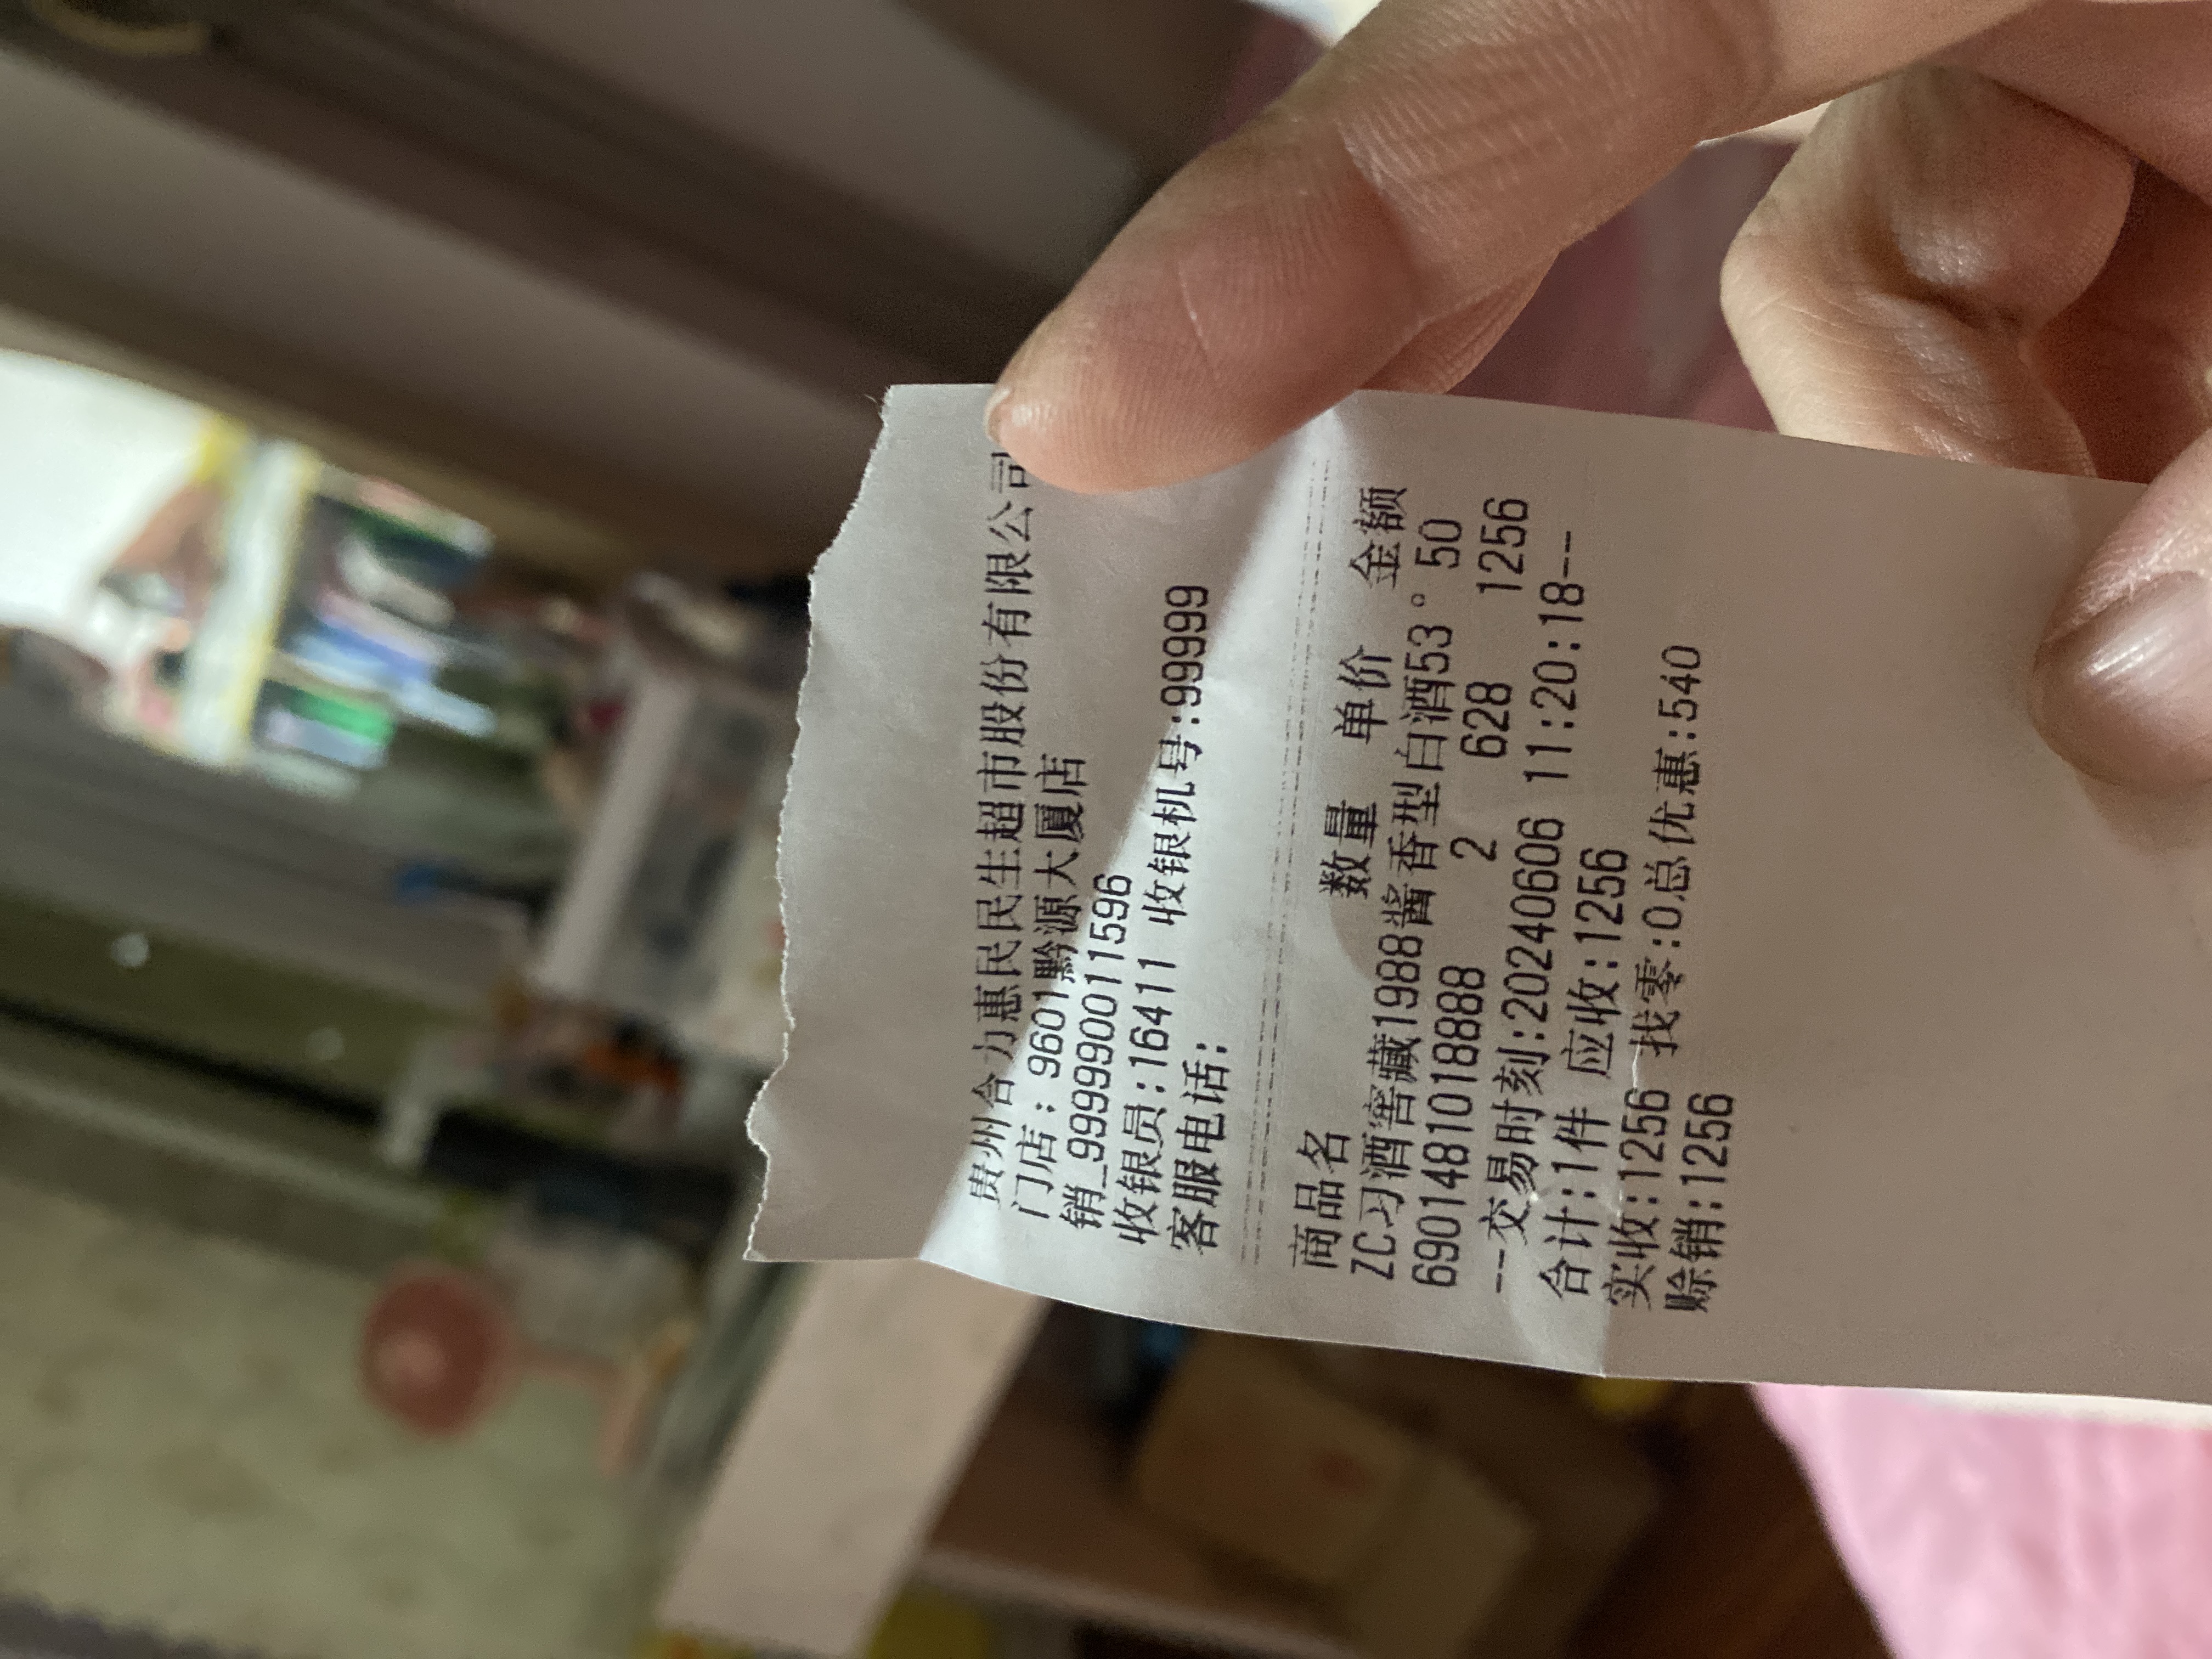 贵州合力惠民民生超市股份有限公司
门店: 9601黔源大厦店
销_9999990011596
收银员:16411 收银机号:99999
客服电话:
商品名 数量 单价 金额
ZC习酒窖藏1988酱香型白酒53°50
6901481018888 2 628 1256
--交易时刻:20240606 11:20:18--
合计:1件 应收:1256
实收:1256 找零:0总优惠:540
赊销:1256